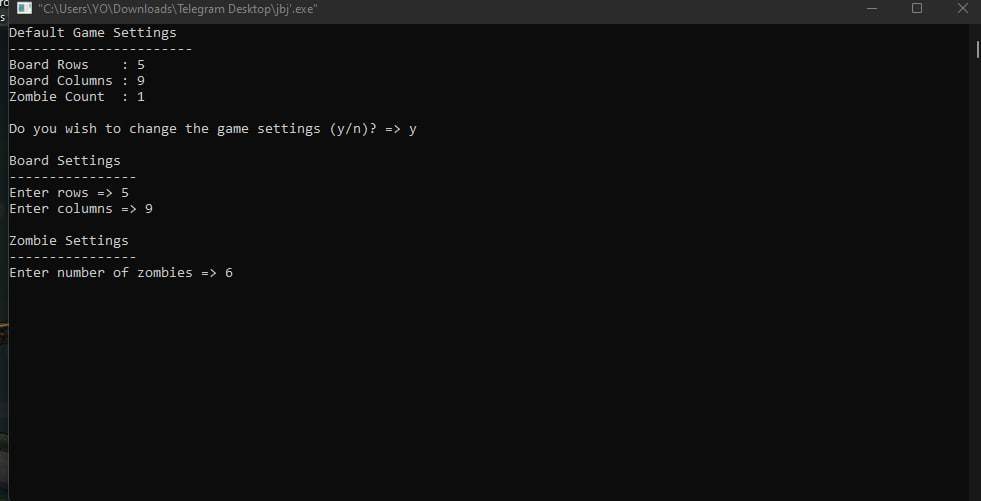 "C:\Users\YO\Downloads\Telegram Desktop\jbj'.exe"
Default Game Settings
-----------------------
Board Rows    : 5
Board Columns : 9
Zombie Count  : 1
Do you wish to change the game settings (y/n)? => y
Board Settings
----------------
Enter rows => 5
Enter columns => 9
Zombie Settings
----------------
Enter number of zombies => 6